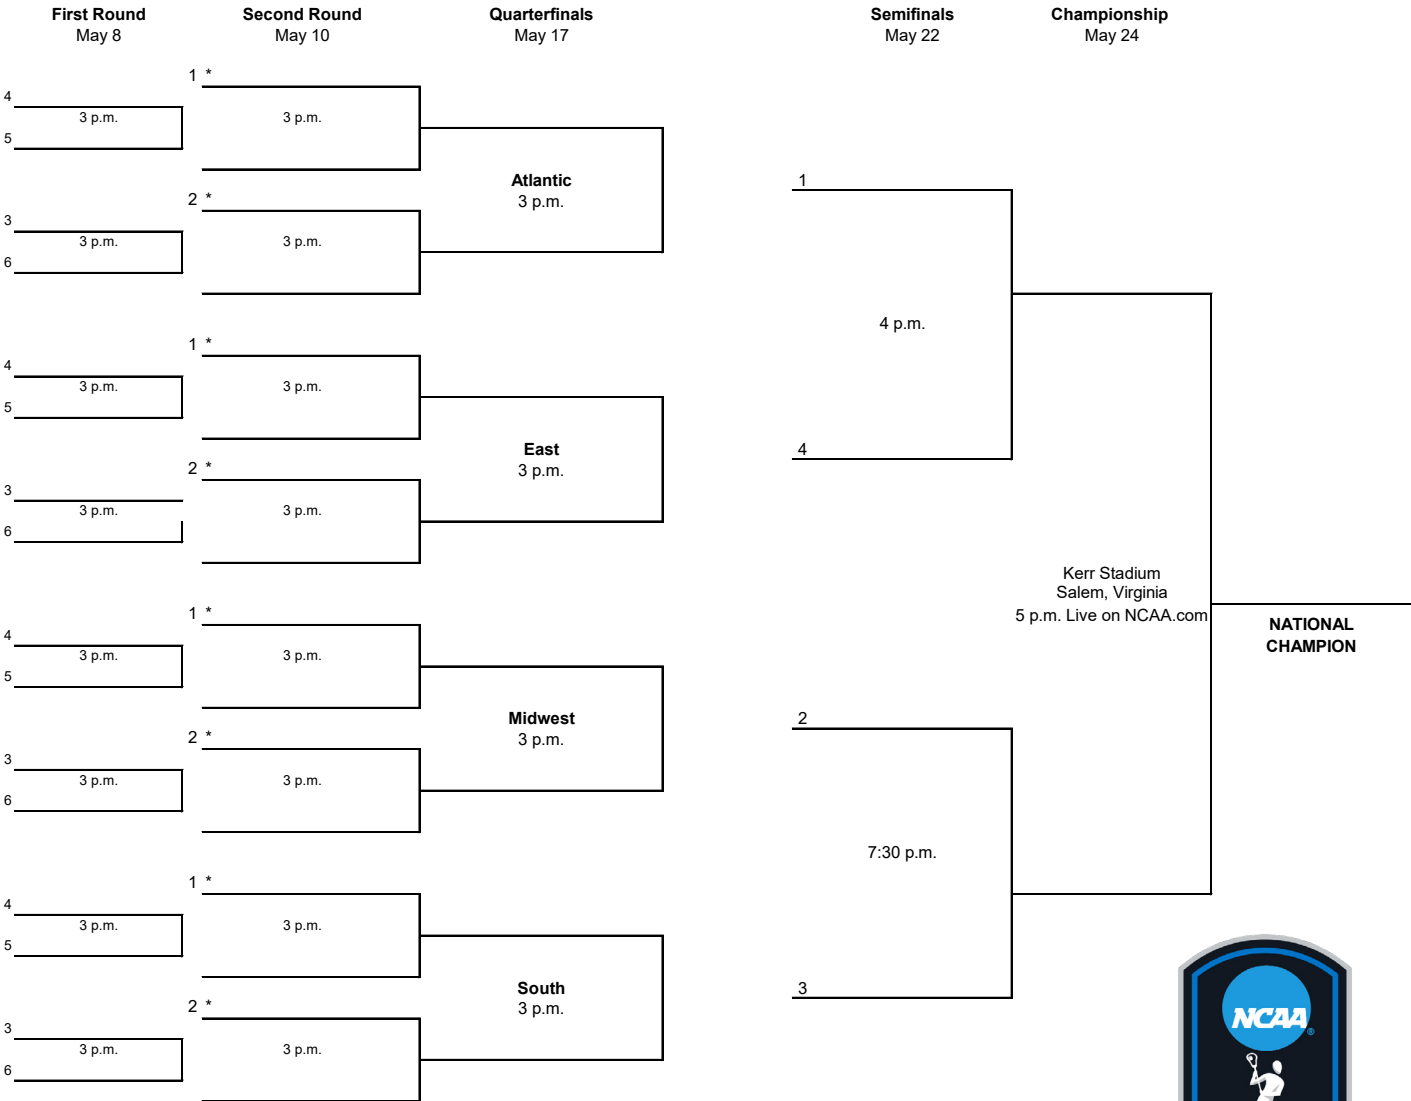 First Round
May 8
Second Round
May 10
Quarterfinals
May 17
Semifinals
May 22
Championship
May 24
1 *
4
3 p.m.
5
3 p.m.
2 *
3
3 p.m.
6
3 p.m.
Atlantic
3 p.m.
1 *
4
3 p.m.
5
3 p.m.
2 *
3
3 p.m.
6
3 p.m.
East
3 p.m.
1 *
4
3 p.m.
5
3 p.m.
2 *
3
3 p.m.
6
3 p.m.
Midwest
3 p.m.
1 *
4
3 p.m.
5
3 p.m.
2 *
3
3 p.m.
6
3 p.m.
South
3 p.m.
1
4 p.m.
4
2
7:30 p.m.
3
Kerr Stadium
Salem, Virginia
5 p.m. Live on NCAA.com
NATIONAL
CHAMPION
NCAA®